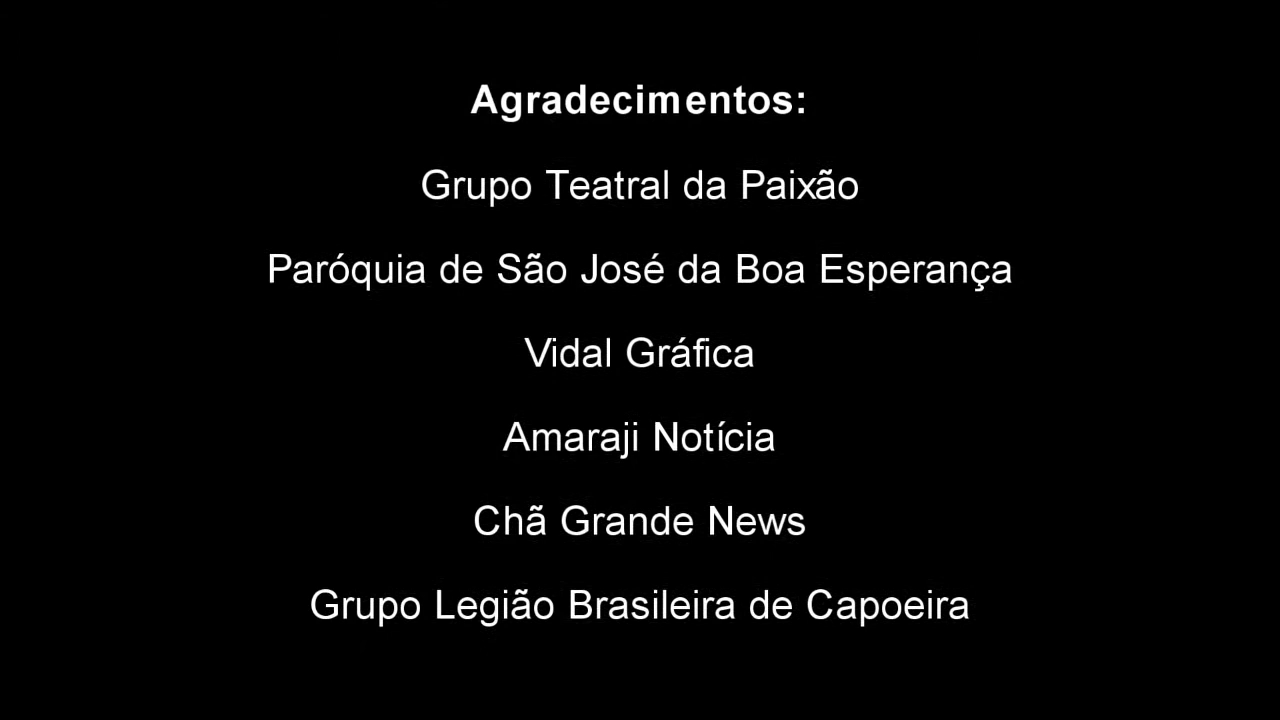 Agradecimentos:
Grupo Teatral da Paixão
Paróquia de São José da Boa Esperança
Vidal Gráfica
Amaraji Notícia
Chã Grande News
Grupo Legião Brasileira de Capoeira